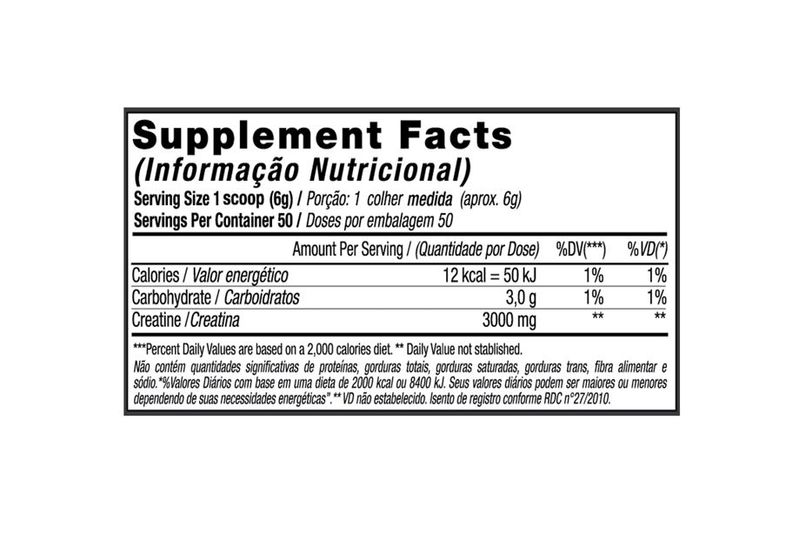 Supplement Facts
(Informação Nutricional)
Serving Size 1 scoop (6g) / Porção: 1 colher medida (aprox. 6g)
Servings Per Container 50 / Doses por embalagem 50
Amount Per Serving / (Quantidade por Dose) %DV(***) %VD(*)
Calories / Valor energético 12 kcal = 50 kJ 1% 1%
Carbohydrate / Carboidratos 3,0 g 1% 1%
Creatine /Creatina 3000 mg ** **
***Percent Daily Values are based on a 2,000 calories diet. ** Daily Value not stablished.
Não contém quantidades significativas de proteínas, gorduras totais, gorduras saturadas, gorduras trans, fibra alimentar e
sódio.*%Valores Diários com base em uma dieta de 2000 kcal ou 8400 kJ. Seus valores diários podem ser maiores ou menores
dependendo de suas necessidades energéticas".** VD não estabelecido. Isento de registro conforme RDC n°27/2010.